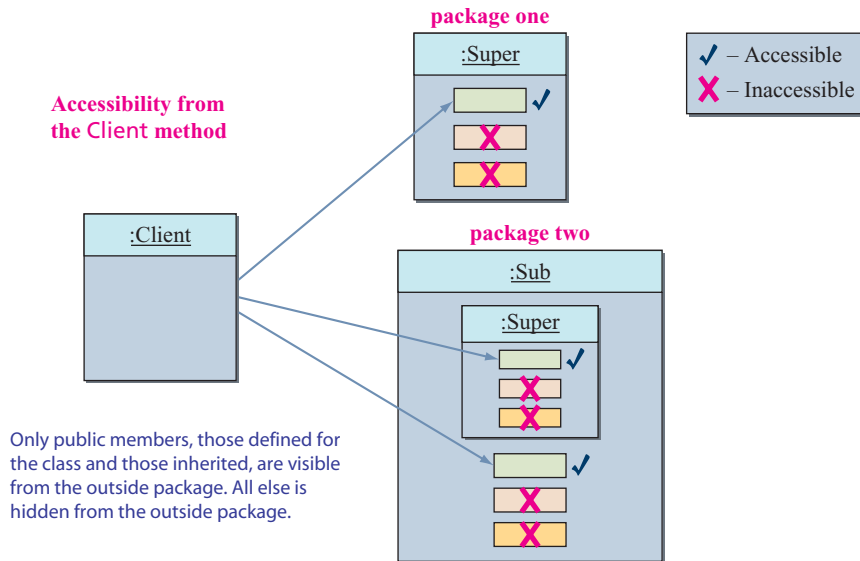 package one
:Super
– Accessible
– Inaccessible
Accessibility from
the Client method
:Client
package two
:Sub
:Super
Only public members, those defined for
the class and those inherited, are visible
from the outside package. All else is
hidden from the outside package.